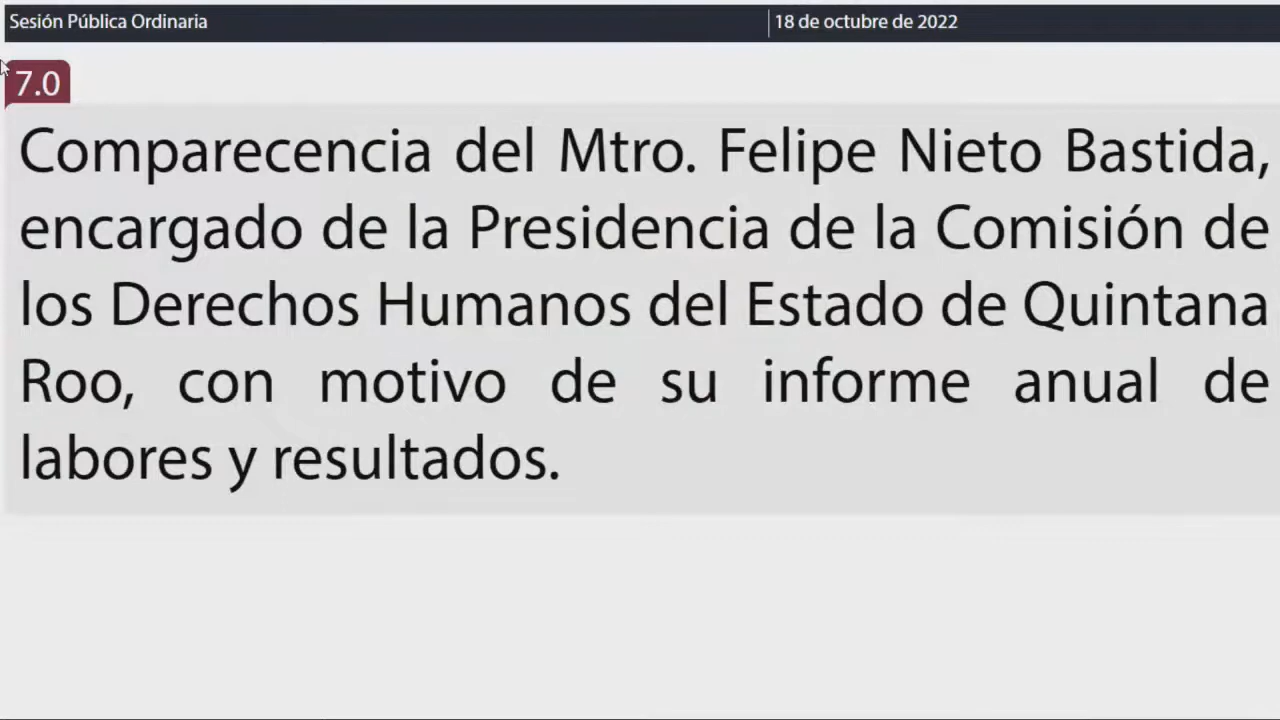 Sesión Pública Ordinaria
18 de octubre de 2022
7.0
Comparecencia del Mtro. Felipe Nieto Bastida,
encargado de la Presidencia de la Comisión de
los Derechos Humanos del Estado de Quintana
Roo, con motivo de su informe anual de
labores y resultados.